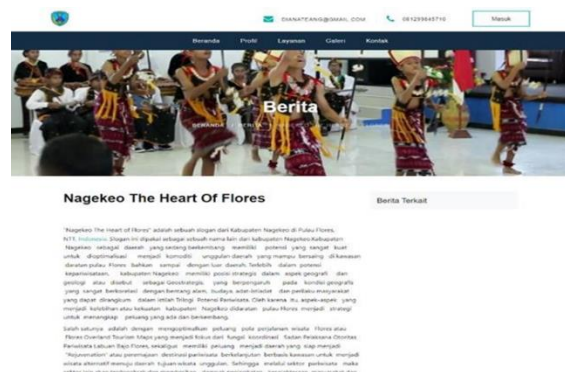 DIANATEANG@GMAIL.COM 081259645710 Masuk
Beranda Profil Layanan Galeri Kontak
Berita
BERANDA / BERITA
Nagekeo The Heart Of Flores
Berita Terkait
"Nagekeo The Heart of Flores" adalah sebuah slogan dari Kabupaten Nagekeo di Pulau Flores,
NTT, Indonesia. Slogan ini dipakai sebagai sebuah nama lain dari kabupaten Nagekeo.Kabupaten
Nagekeo sebagai daerah yang sedang berkembang memiliki potensi yang sangat kuat
untuk dioptimalisasi menjadi komoditi unggulan daerah yang mampu bersaing di kawasan
daratan pulau Flores bahkan sampai dengan luar daerah. Terlebih dalam potensi
kepariwisataan. kabupaten Nagekeo memiliki posisi strategis dalam aspek geografi dan
geologi atau disebut sebagai Geostrategis, yang berpengaruh pada kondisi geografis
yang sangat berkorelasi dengan bentang alam, budaya, adat-istiadat dan perilaku masyarakat
yang dapat dirangkum dalam istilah Trilogi Potensi Pariwisata. Oleh karena itu aspek-aspek yang
menjadi kelebihan atau kekuatan kabupaten Nagekeo didaratan pulau Flores menjadi strategi
untuk menangkap peluang yang ada dan berkembang.
Salah satunya adalah dengan mengoptimalkan peluang pola perjalanan wisata Flores atau
Flores Overland Tourism Maps yang menjadi fokus dari fungsi koordinasi Badan Pelaksana Otoritas
Pariwisata Labuan Bajo Flores, sekaligus memiliki peluang menjadi daerah yang siap menjadi
"Rejuvenation" atau peremajaan destinasi pariwisata berkelanjutan berbasis kawasan untuk menjadi
wisata alternatif menuju daerah tujuan wisata unggulan. Sehingga melalui sektor pariwisata maka